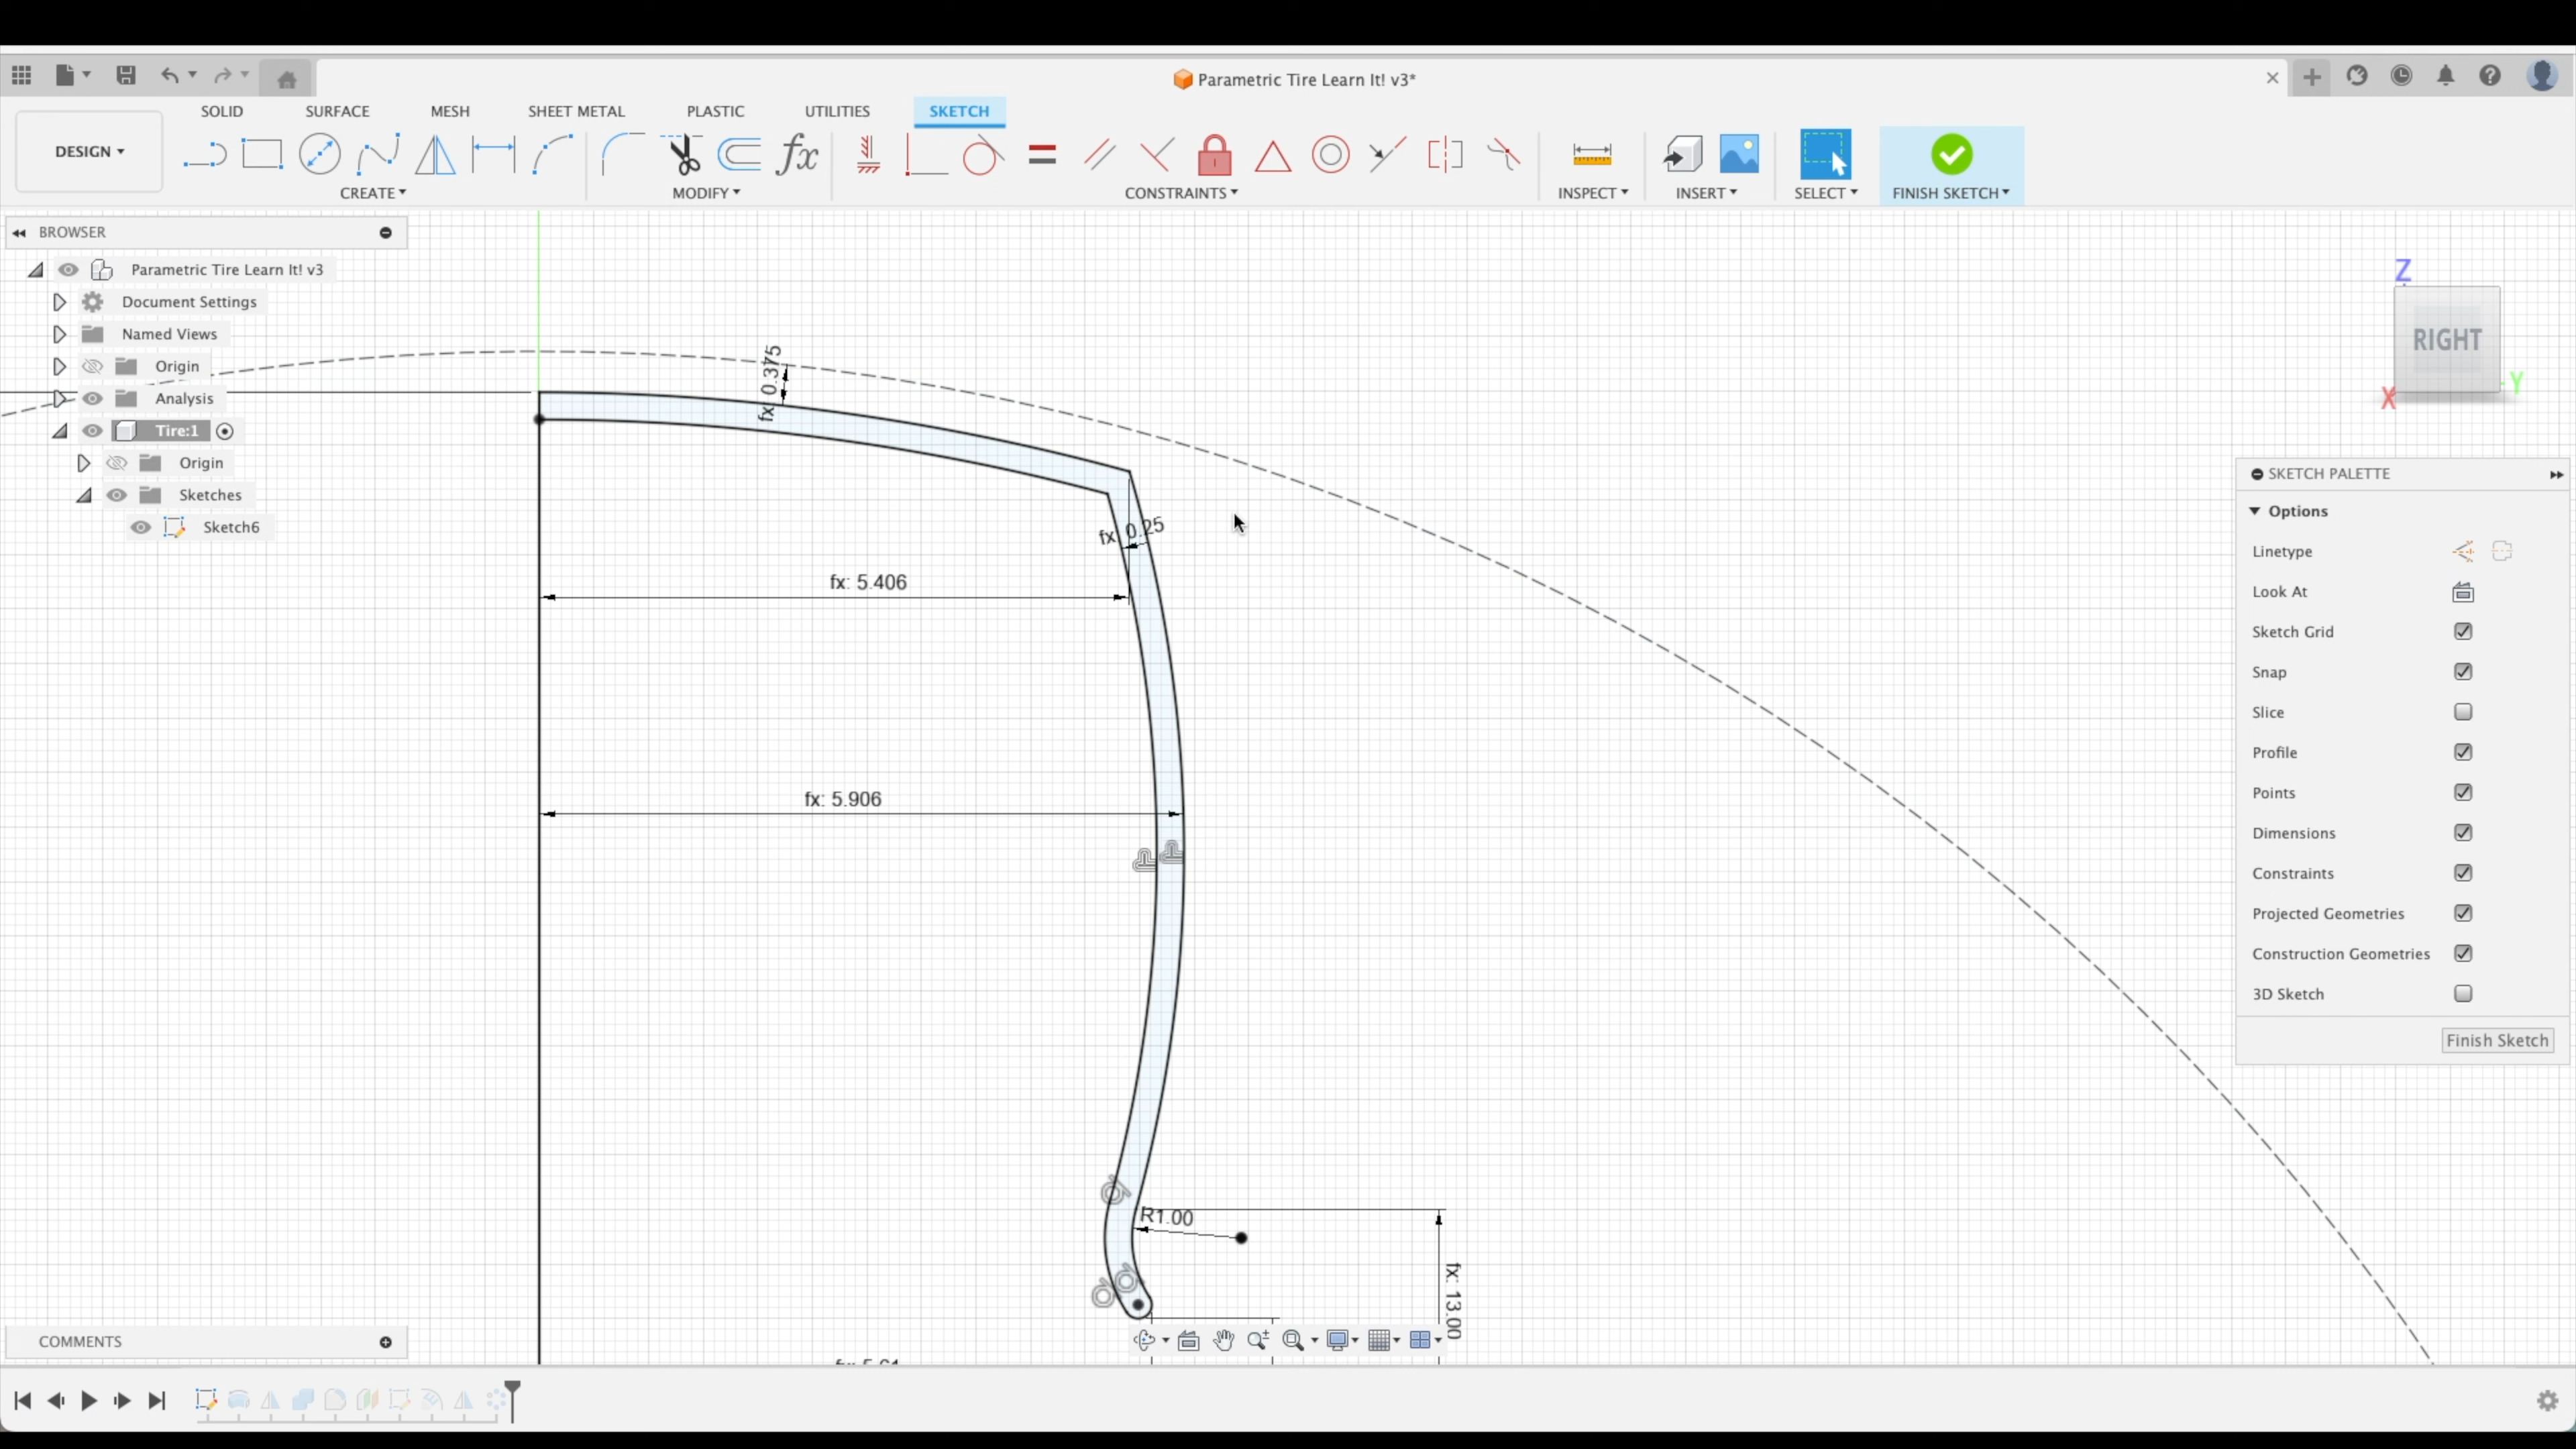 Parametric Tire Learn It! v3*
SOLID SURFACE MESH SHEET METAL PLASTIC UTILITIES SKETCH
DESIGN
fx
CREATE MODIFY CONSTRAINTS INSPECT INSERT SELECT FINISH SKETCH
BROWSER
Parametric Tire Learn It! v3
Document Settings
Named Views
Origin
Analysis
Tire:1
Origin
Sketches
Sketch6
Z
RIGHT
X
Y
fx: 0.375
fx: 0.25
fx: 5.406
fx: 5.906
R1.00
fx: 13.00
SKETCH PALETTE
Options
Linetype
Look At
Sketch Grid
Snap
Slice
Profile
Points
Dimensions
Constraints
Projected Geometries
Construction Geometries
3D Sketch
Finish Sketch
COMMENTS